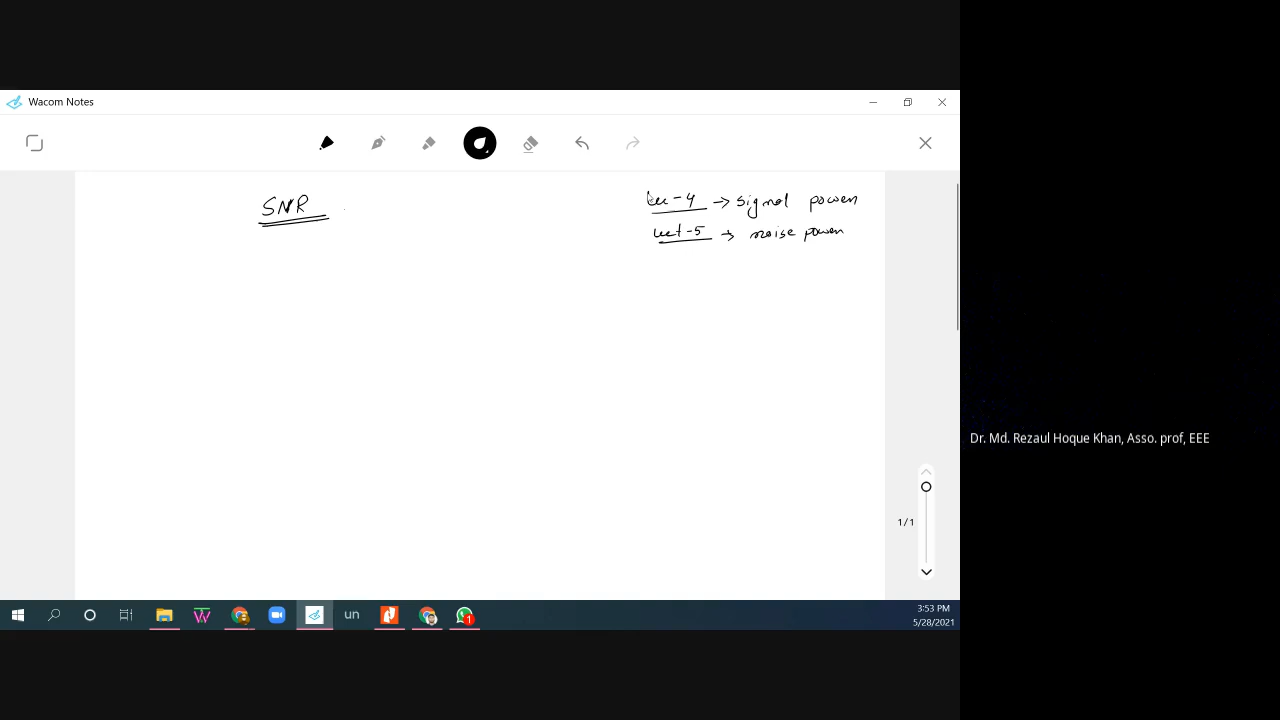 Wacom Notes
SNR
Lec-4 → signal power
Lect-5 → noise power
Dr. Md. Rezaul Hoque Khan, Asso. prof, EEE
1/1
un
1
3:53 PM
5/28/2021